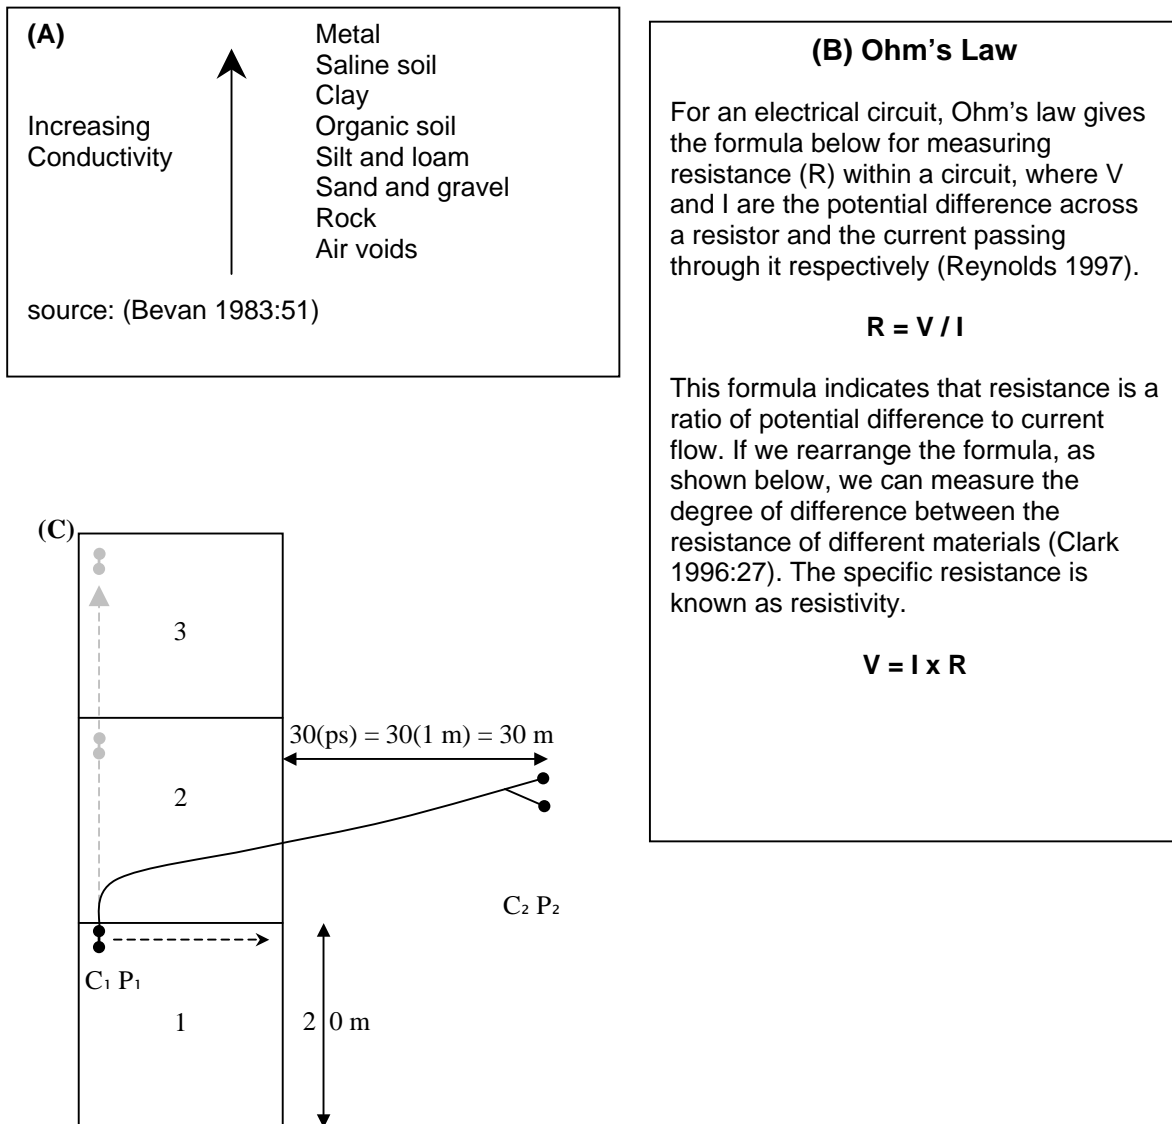 (A)
Increasing
Conductivity
Metal
Saline soil
Clay
Organic soil
Silt and loam
Sand and gravel
Rock
Air voids
source: (Bevan 1983:51)
(B) Ohm’s Law
For an electrical circuit, Ohm’s law gives
the formula below for measuring
resistance (R) within a circuit, where V
and I are the potential difference across
a resistor and the current passing
through it respectively (Reynolds 1997).
R = V / I
This formula indicates that resistance is a
ratio of potential difference to current
flow. If we rearrange the formula, as
shown below, we can measure the
degree of difference between the
resistance of different materials (Clark
1996:27). The specific resistance is
known as resistivity.
V = I x R
(C)
3
30(ps) = 30(1 m) = 30 m
2
C₂ P₂
C₁ P₁
1
2 0 m